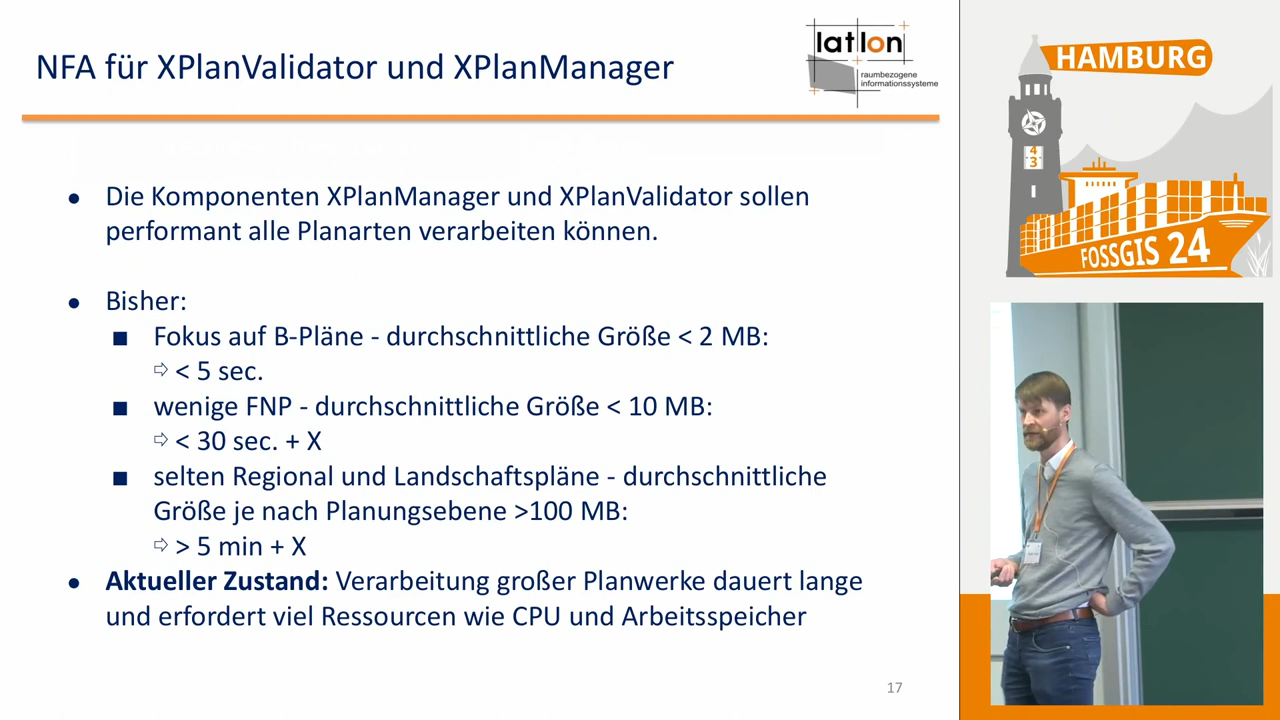 NFA für XPlanValidator und XPlanManager
lat lon
raumbezogene
informationssysteme
● Die Komponenten XPlanManager und XPlanValidator sollen
performant alle Planarten verarbeiten können.
● Bisher:
■ Fokus auf B-Pläne - durchschnittliche Größe < 2 MB:
⇨ < 5 sec.
■ wenige FNP - durchschnittliche Größe < 10 MB:
⇨ < 30 sec. + X
■ selten Regional und Landschaftspläne - durchschnittliche
Größe je nach Planungsebene >100 MB:
⇨ > 5 min + X
● Aktueller Zustand: Verarbeitung großer Planwerke dauert lange
und erfordert viel Ressourcen wie CPU und Arbeitsspeicher
17
HAMBURG
4
3
FOSSGIS 24